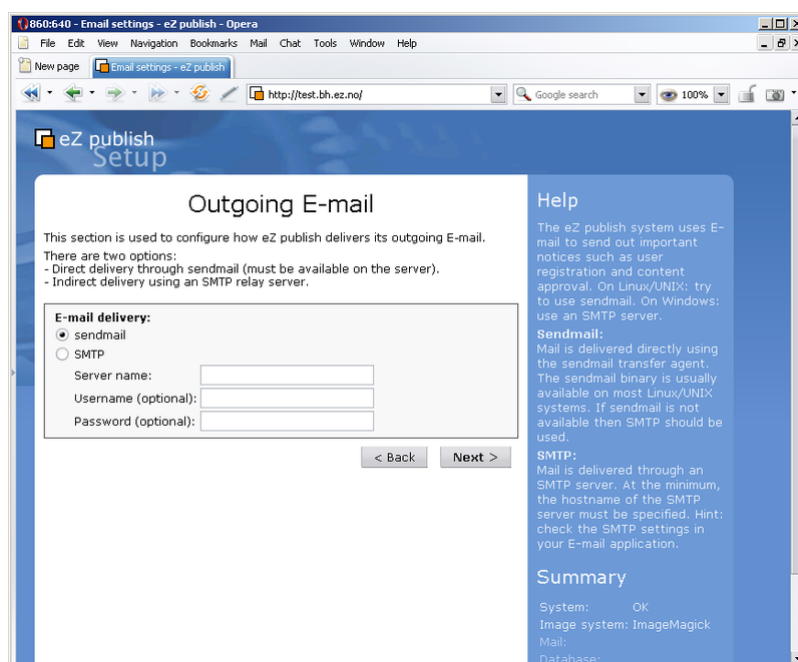 860:640 - Email settings - eZ publish - Opera
File Edit View Navigation Bookmarks Mail Chat Tools Window Help
New page
Email settings - eZ publish
http://test.bh.ez.no/
Google search
100%
eZ publish
Setup
Outgoing E-mail
This section is used to configure how eZ publish delivers its outgoing E-mail.
There are two options:
- Direct delivery through sendmail (must be available on the server).
- Indirect delivery using an SMTP relay server.
E-mail delivery:
sendmail
SMTP
Server name:
Username (optional):
Password (optional):
< Back
Next >
Help
The eZ publish system uses E-
mail to send out important
notices such as user
registration and content
approval. On Linux/UNIX: try
to use sendmail. On Windows:
use an SMTP server.
Sendmail:
Mail is delivered directly using
the sendmail transfer agent.
The sendmail binary is usually
available on most Linux/UNIX
systems. If sendmail is not
available then SMTP should be
used.
SMTP:
Mail is delivered through an
SMTP server. At the minimum,
the hostname of the SMTP
server must be specified. Hint:
check the SMTP settings in
your E-mail application.
Summary
System: OK
Image system: ImageMagick
Mail:
Database: